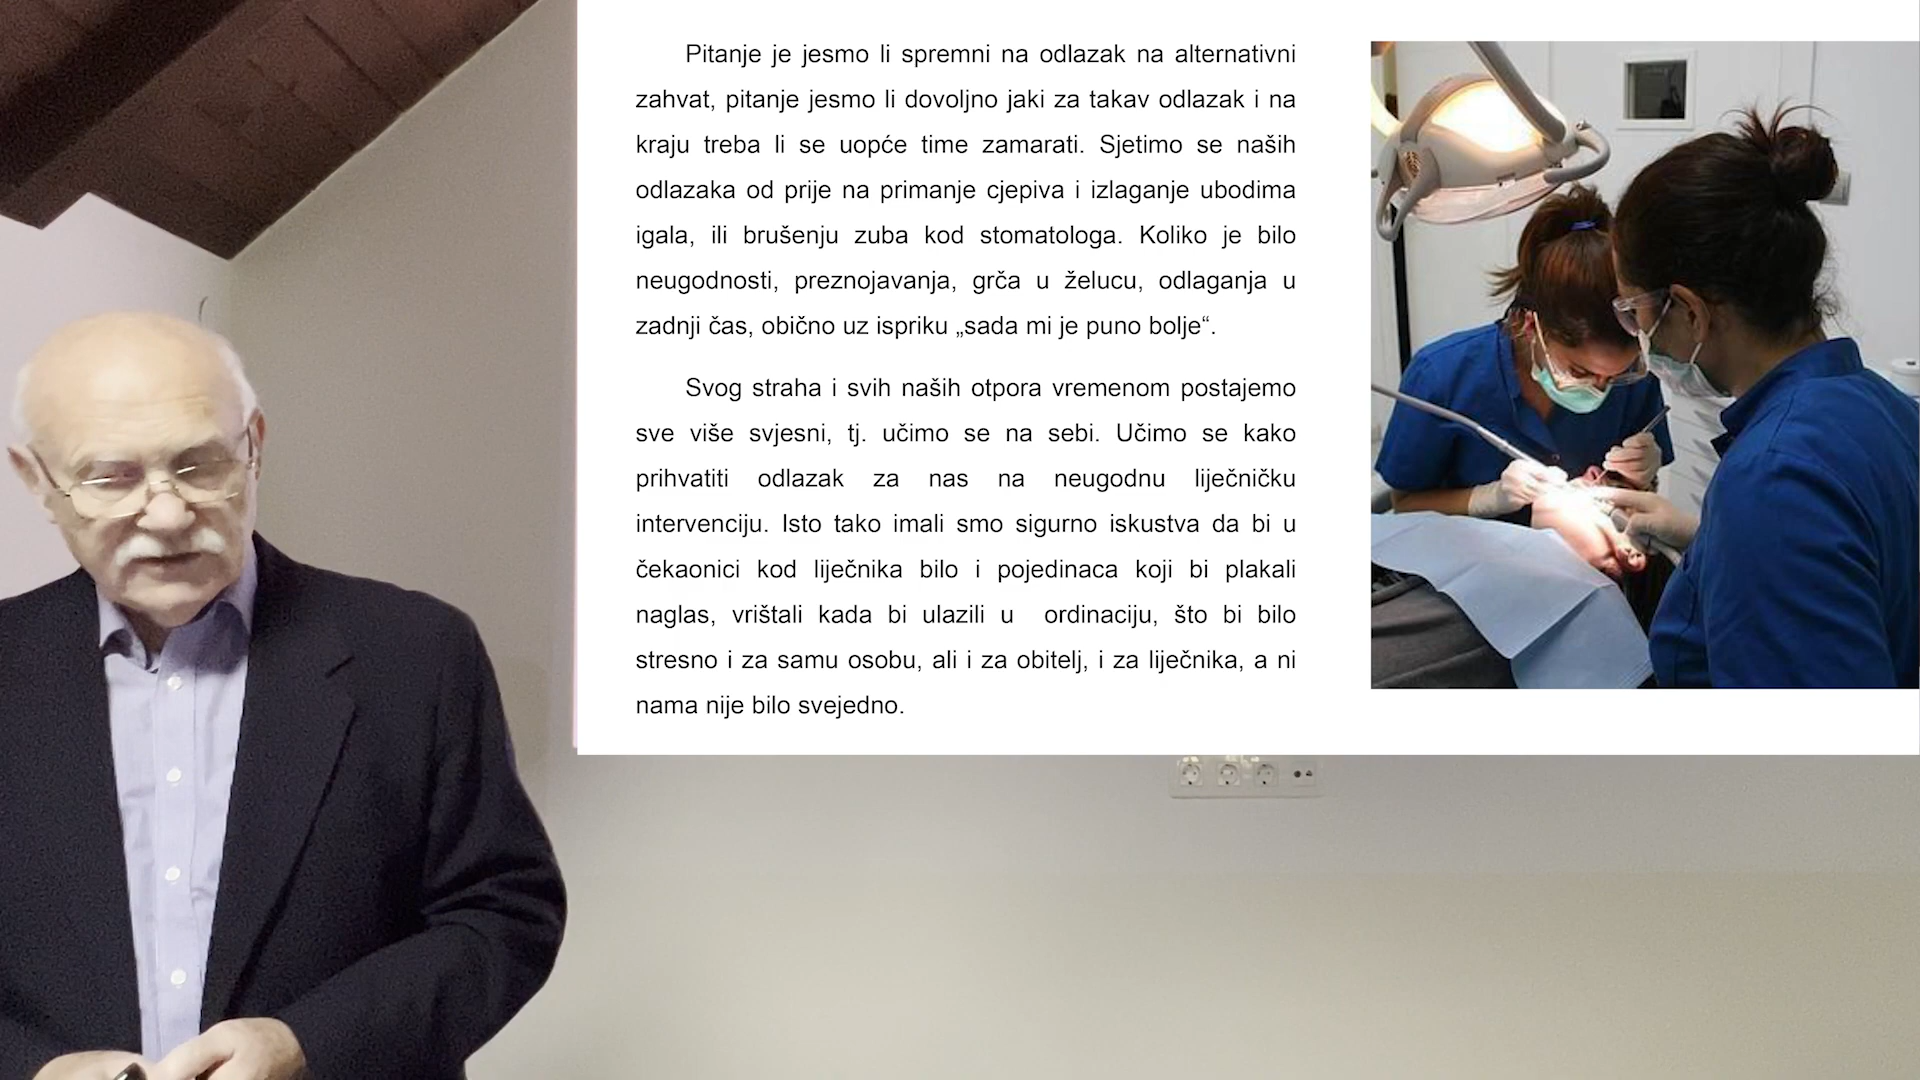 Pitanje je jesmo li spremni na odlazak na alternativni
zahvat, pitanje jesmo li dovoljno jaki za takav odlazak i na
kraju treba li se uopće time zamarati. Sjetimo se naših
odlazaka od prije na primanje cjepiva i izlaganje ubodima
igala, ili brušenju zuba kod stomatologa. Koliko je bilo
neugodnosti, preznojavanja, grča u želucu, odlaganja u
zadnji čas, obično uz ispriku „sada mi je puno bolje“.
Svog straha i svih naših otpora vremenom postajemo
sve više svjesni, tj. učimo se na sebi. Učimo se kako
prihvatiti odlazak za nas na neugodnu liječničku
intervenciju. Isto tako imali smo sigurno iskustva da bi u
čekaonici kod liječnika bilo i pojedinaca koji bi plakali
naglas, vrištali kada bi ulazili u ordinaciju, što bi bilo
stresno i za samu osobu, ali i za obitelj, i za liječnika, a ni
nama nije bilo svejedno.